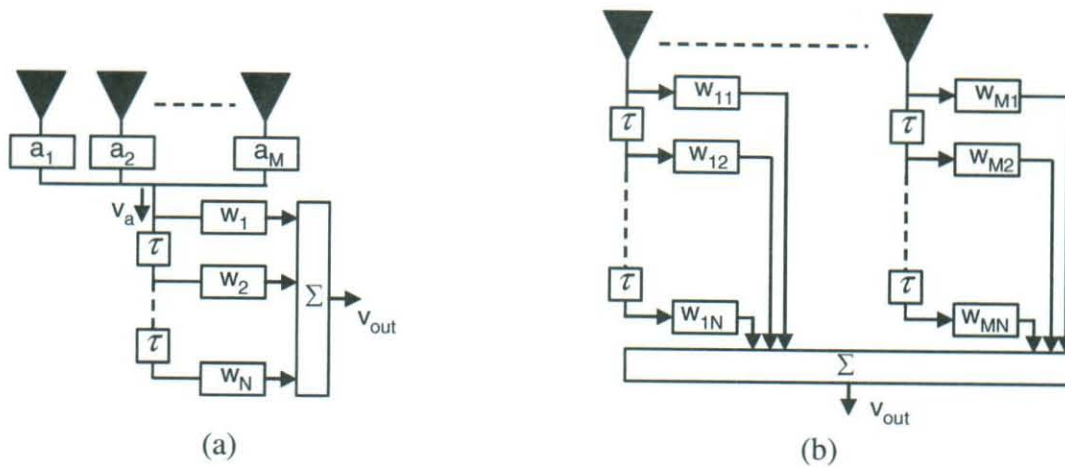 a1 a2 aM
va
τ w1
τ w2
τ wN
Σ
vout
(a)
w11
τ w12
τ w1N
wM1
τ wM2
τ wMN
Σ
vout
(b)